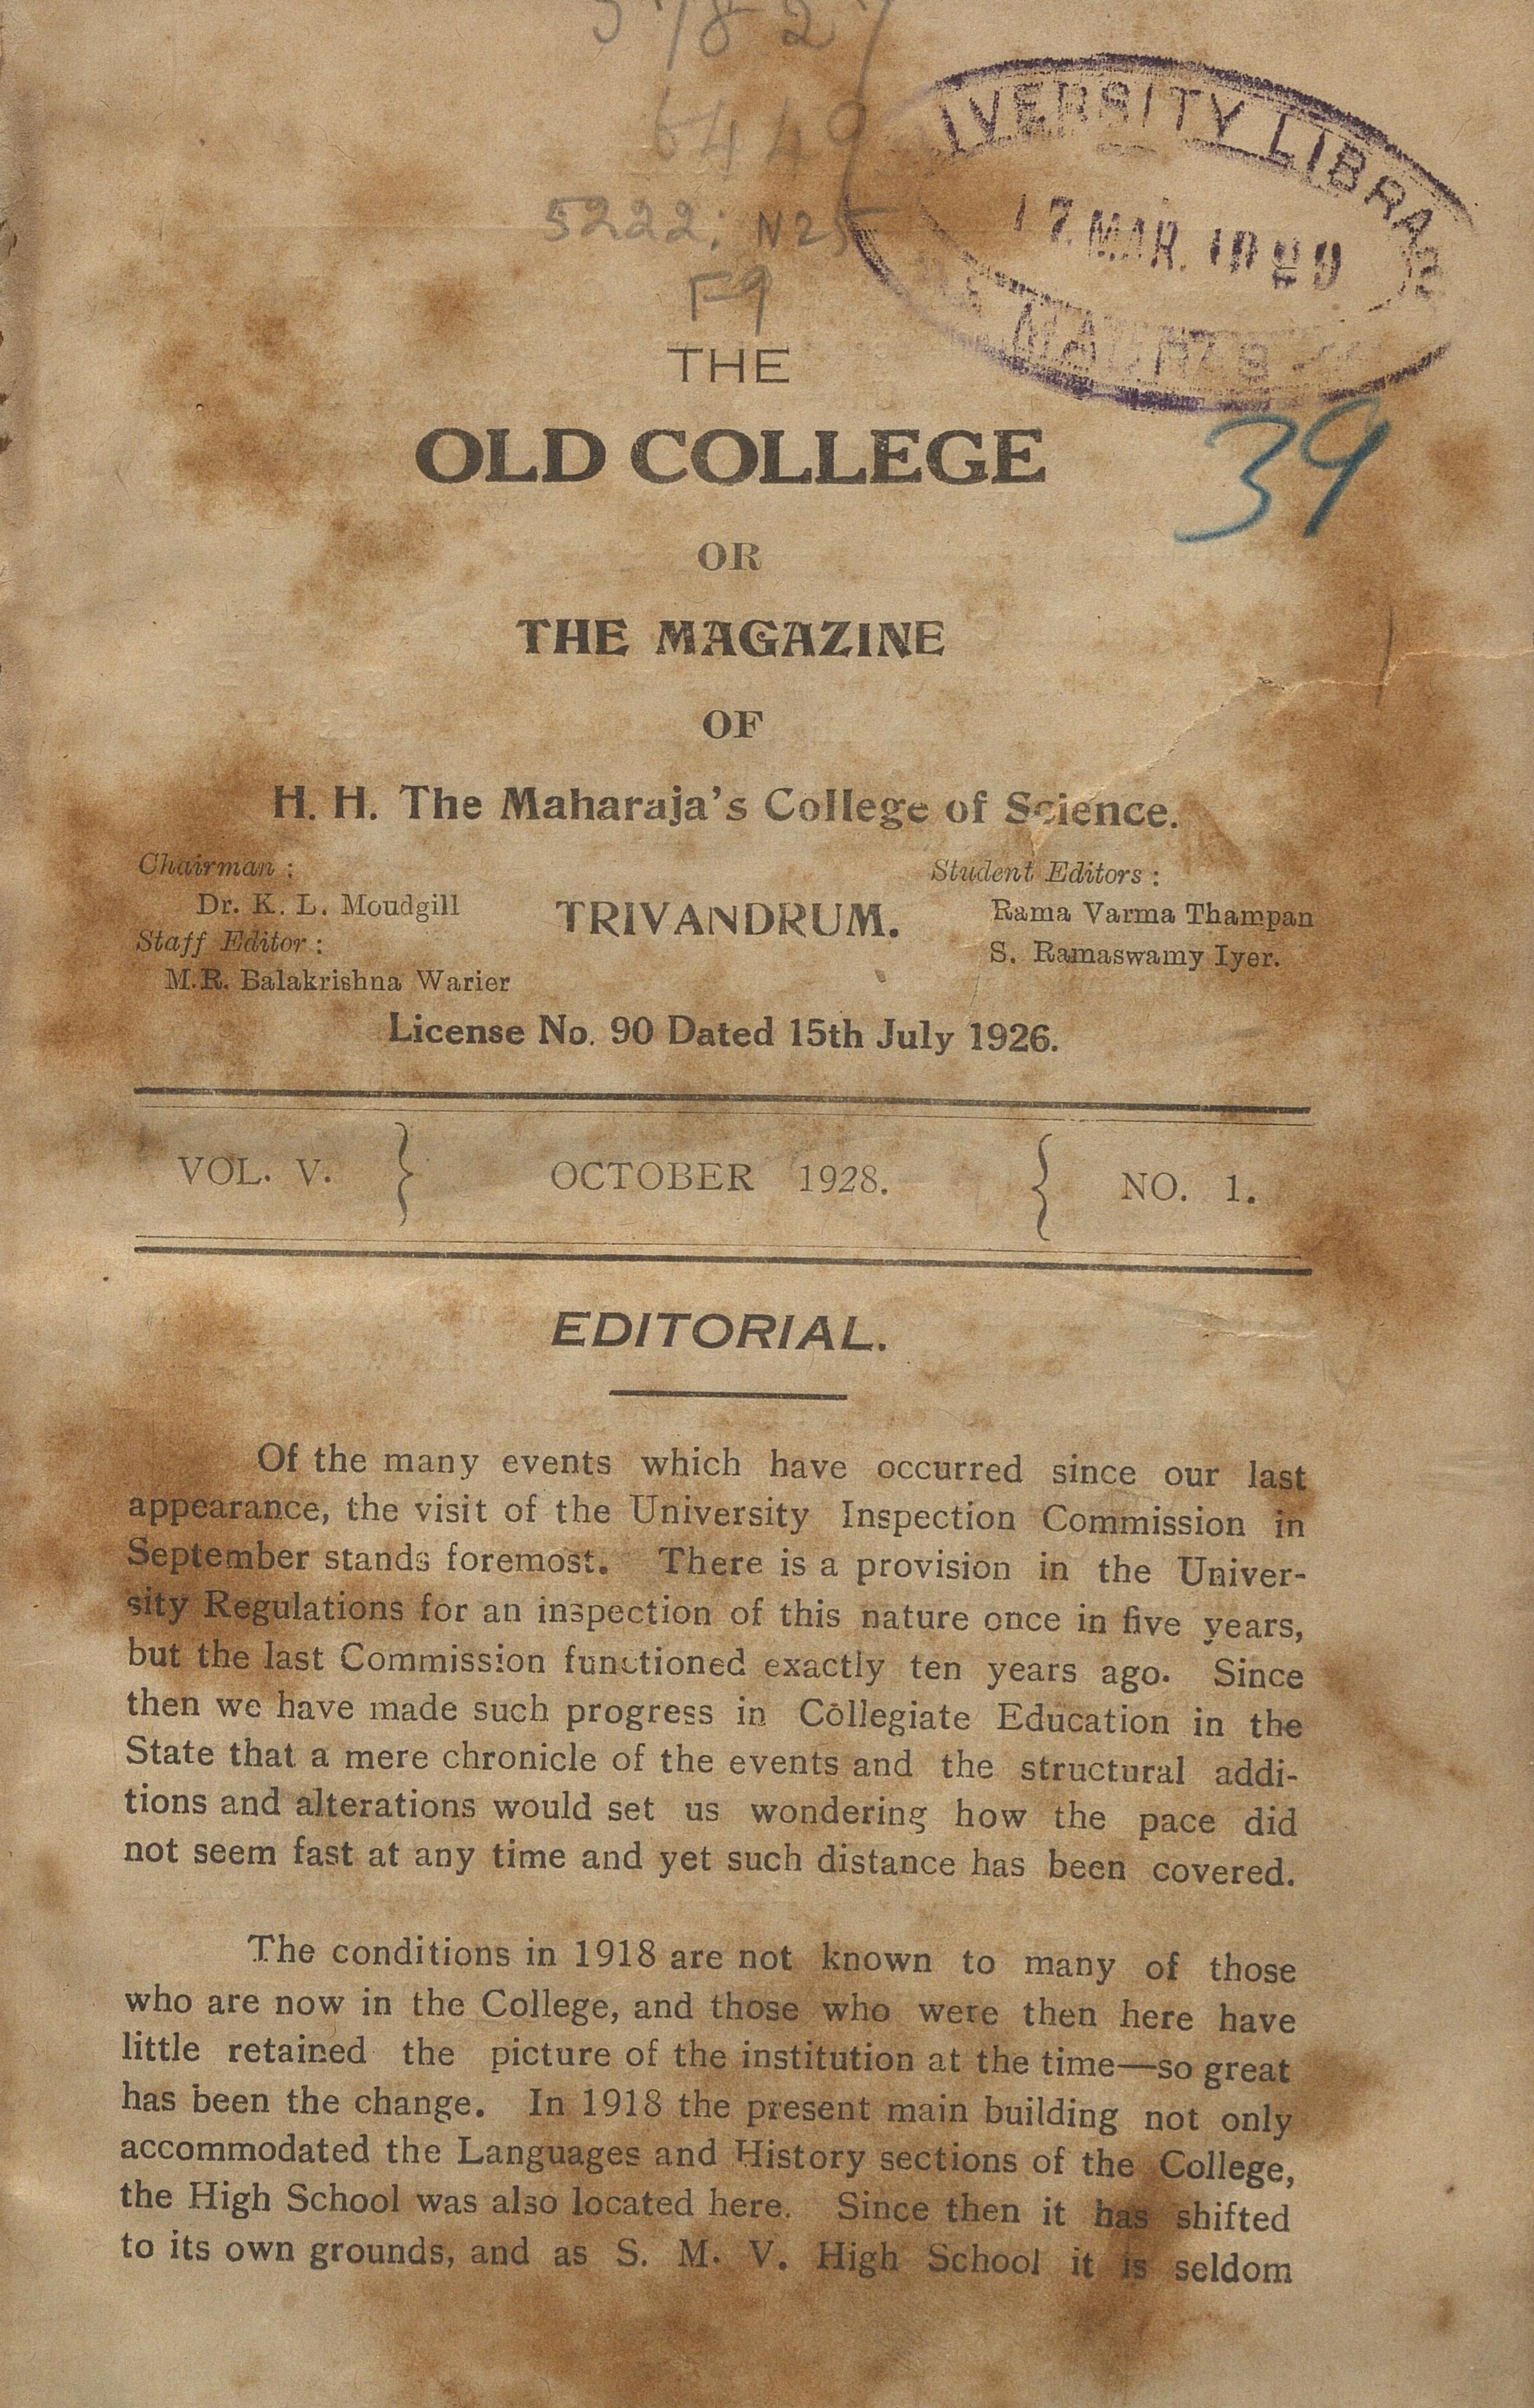 6449
5222: N25
F9
IVERSITY LIBRA
17 MAR. 
39
THE
OLD COLLEGE
OR
THE MAGAZINE
OF
H. H. The Maharaja's College of Science.
Chairman :
Dr. K. L. Moudgill
Staff Editor :
M. R. Balakrishna Warier
TRIVANDRUM.
Student Editors :
Rama Varma Thampan
S. Ramaswamy Iyer.
License No. 90 Dated 15th July 1926.
VOL. V. } OCTOBER 1928. { NO. 1.
EDITORIAL.
Of the many events which have occurred since our last
appearance, the visit of the University Inspection Commission in
September stands foremost. There is a provision in the Univer-
sity Regulations for an inspection of this nature once in five years,
but the last Commission functioned exactly ten years ago. Since
then we have made such progress in Collegiate Education in the
State that a mere chronicle of the events and the structural addi-
tions and alterations would set us wondering how the pace did
not seem fast at any time and yet such distance has been covered.
The conditions in 1918 are not known to many of those
who are now in the College, and those who were then here have
little retained the picture of the institution at the time—so great
has been the change. In 1918 the present main building not only
accommodated the Languages and History sections of the College,
the High School was also located here. Since then it has shifted
to its own grounds, and as S. M. V. High School it is seldom